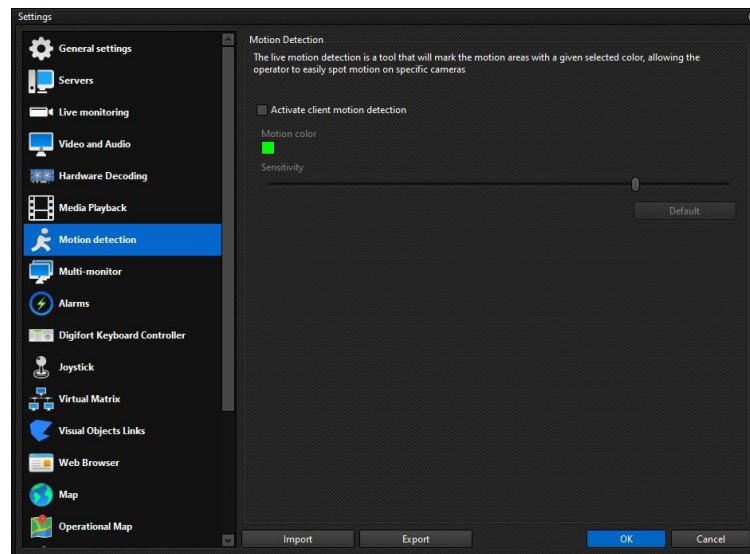 Settings
General settings
Servers
Live monitoring
Video and Audio
Hardware Decoding
Media Playback
Motion detection
Multi-monitor
Alarms
Digifort Keyboard Controller
Joystick
Virtual Matrix
Visual Objects Links
Web Browser
Map
Operational Map
Motion Detection
The live motion detection is a tool that will mark the motion areas with a given selected color, allowing the
operator to easily spot motion on specific cameras
Activate client motion detection
Motion color
Sensitivity
Default
Import
Export
OK
Cancel